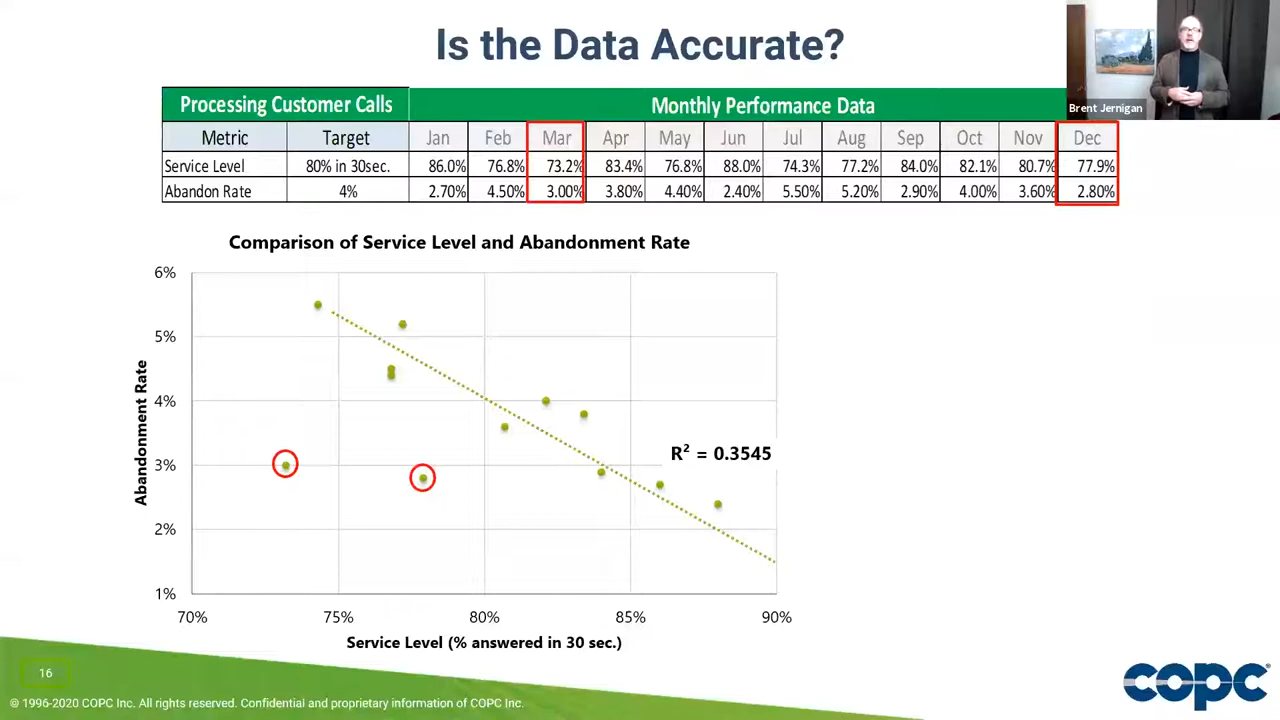 Is the Data Accurate?
Brent Jernigan
Processing Customer Calls Monthly Performance Data
Metric Target Jan Feb Mar Apr May Jun Jul Aug Sep Oct Nov Dec
Service Level 80% in 30sec. 86.0% 76.8% 73.2% 83.4% 76.8% 88.0% 74.3% 77.2% 84.0% 82.1% 80.7% 77.9%
Abandon Rate 4% 2.70% 4.50% 3.00% 3.80% 4.40% 2.40% 5.50% 5.20% 2.90% 4.00% 3.60% 2.80%
Comparison of Service Level and Abandonment Rate
6%
5%
4%
3%
2%
1%
Abandonment Rate
R² = 0.3545
70% 75% 80% 85% 90%
Service Level (% answered in 30 sec.)
16
© 1996-2020 COPC Inc. All rights reserved. Confidential and proprietary information of COPC Inc.
copc®